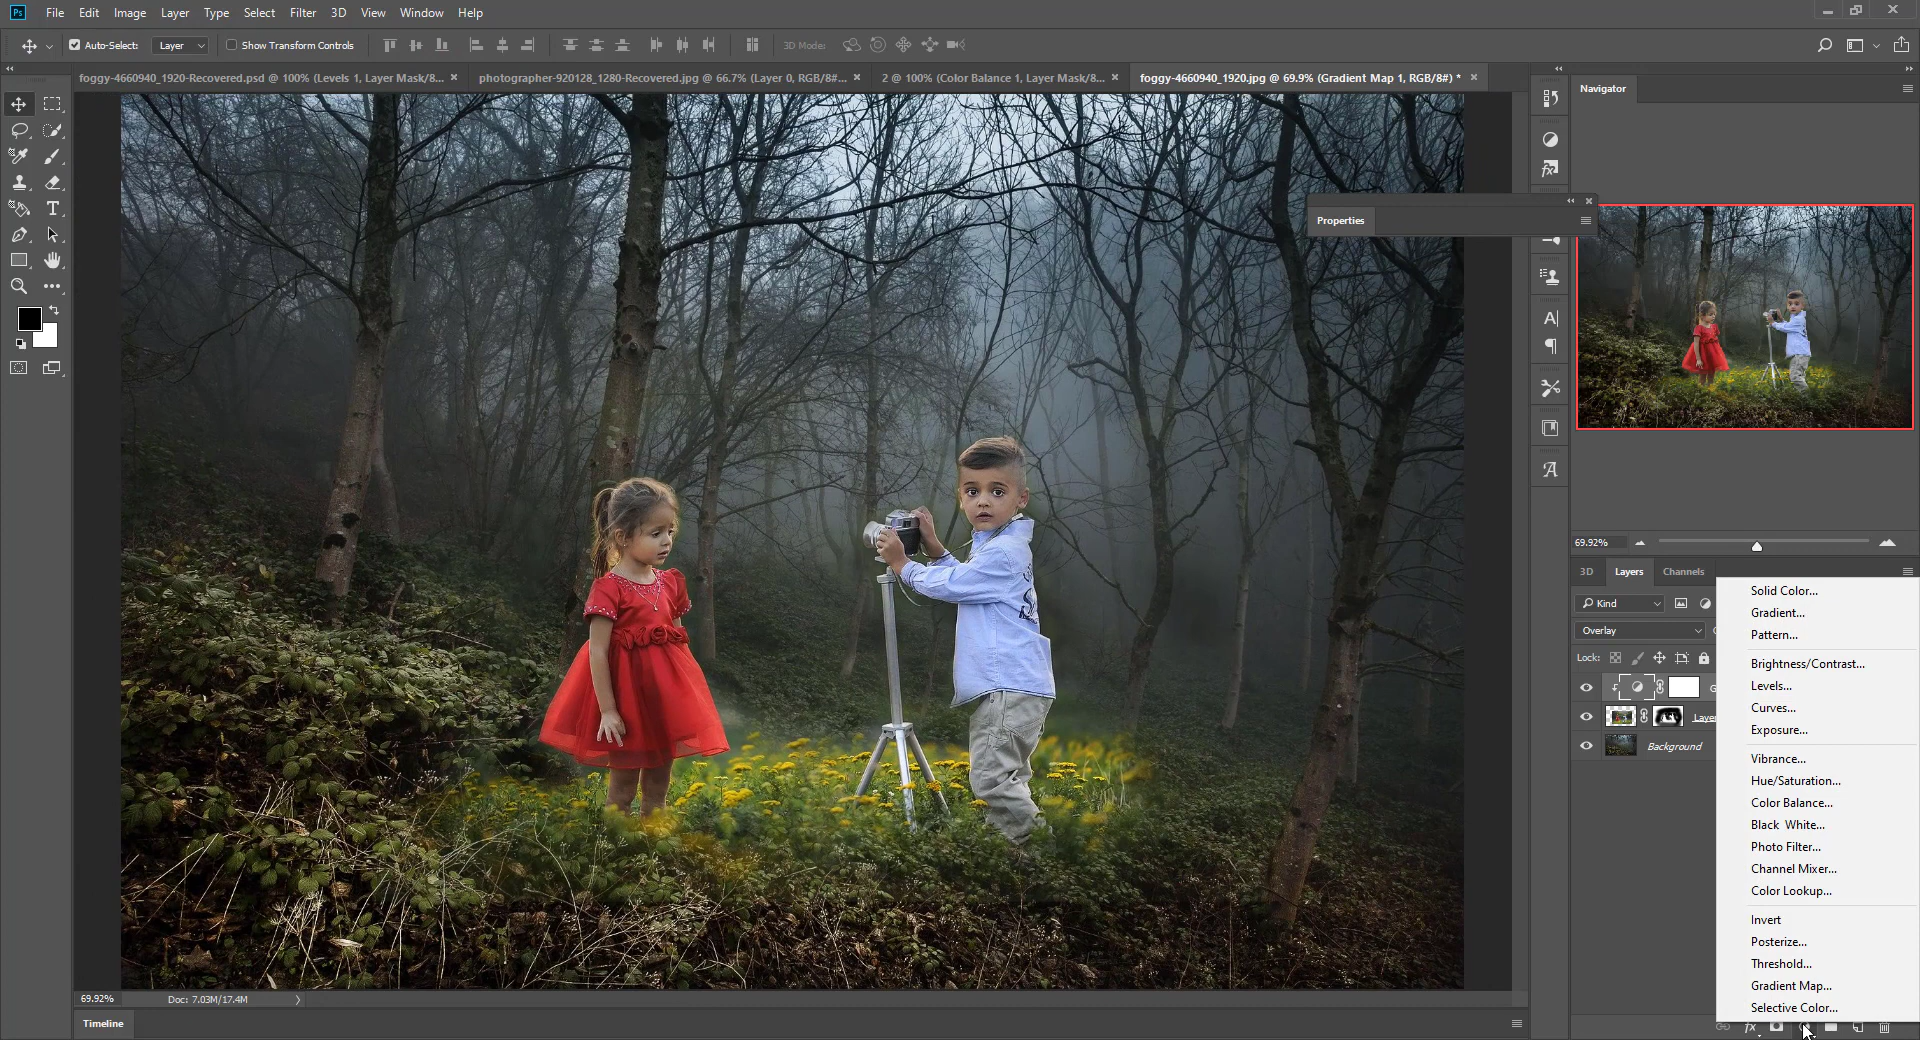 Ps File Edit Image Layer Type Select Filter 3D View Window Help
Auto-Select: Layer Show Transform Controls 3D Mode:
foggy-4660940_1920-Recovered.psd @ 100% (Levels 1, Layer Mask/8...
photographer-920128_1280-Recovered.jpg @ 66.7% (Layer 0, RGB/8#...
2 @ 100% (Color Balance 1, Layer Mask/8...
foggy-4660940_1920.jpg @ 69.9% (Gradient Map 1, RGB/8#) *
Navigator
Properties
69.92%
3D Layers Channels
Kind
Overlay
Lock:
G
Layer
Background
Solid Color...
Gradient...
Pattern...
Brightness/Contrast...
Levels...
Curves...
Exposure...
Vibrance...
Hue/Saturation...
Color Balance...
Black White...
Photo Filter...
Channel Mixer...
Color Lookup...
Invert
Posterize...
Threshold...
Gradient Map...
Selective Color...
fx
69.92% Doc: 7.03M/17.4M
Timeline